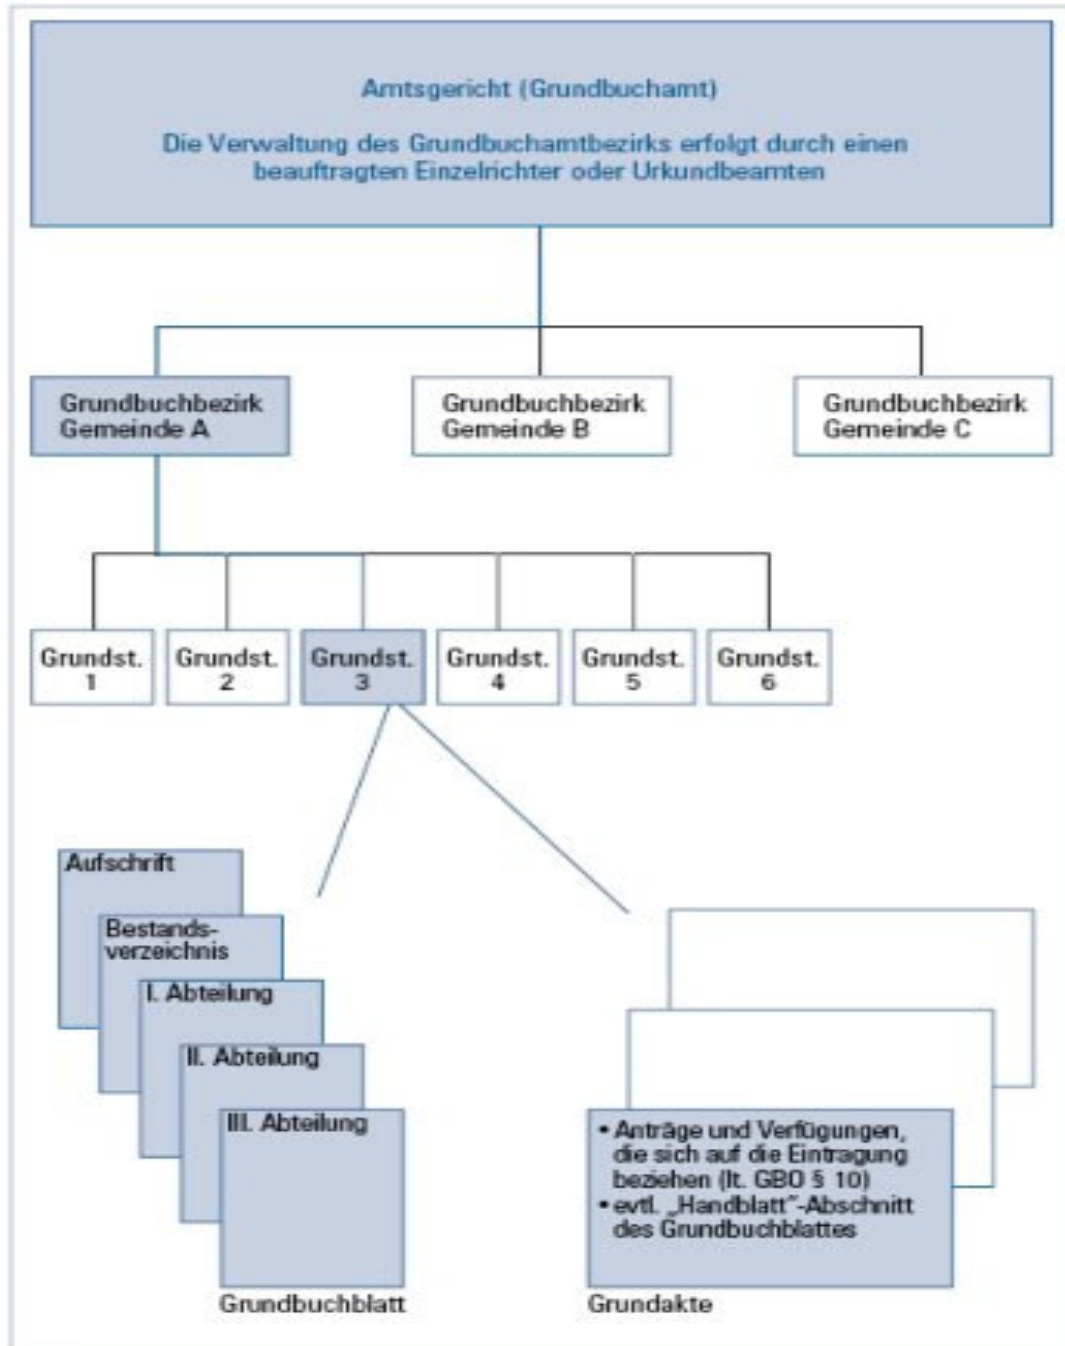 Amtsgericht (Grundbuchamt)
Die Verwaltung des Grundbuchamtbezirks erfolgt durch einen
beauftragten Einzelrichter oder Urkundbeamten
Grundbuchbezirk
Gemeinde A
Grundbuchbezirk
Gemeinde B
Grundbuchbezirk
Gemeinde C
Grundst.
1
Grundst.
2
Grundst.
3
Grundst.
4
Grundst.
5
Grundst.
6
Aufschrift
Bestands-
verzeichnis
I. Abteilung
II. Abteilung
III. Abteilung
Grundbuchblatt
• Anträge und Verfügungen,
die sich auf die Eintragung
beziehen (lt. GBO § 10)
• evtl. „Handblatt"-Abschnitt
des Grundbuchblattes
Grundakte